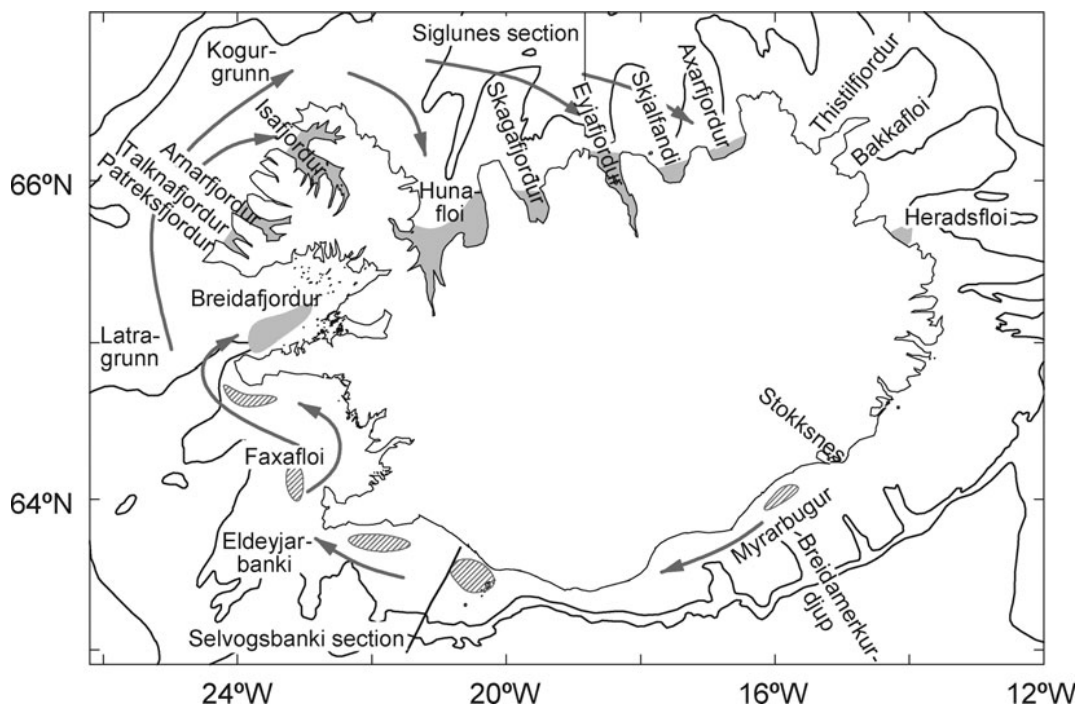 Siglunes section
Kogur-
grunn
Isafjordur
Arnarfjordur
Talknafjordur
Patreksfjordur
Skagafjordur
Eyjafjordur
Skjalfandi
Axarfjordur
Thistilfjordur
Bakkafloi
Huna-
floi
Heradsfloi
Breidafjordur
Latra-
grunn
Faxafloi
Eldeyjar-
banki
Selvogsbanki section
Stokksnes
Myrarbugur
Breidamerkur-
djup
66ºN
64ºN
24ºW
20ºW
16ºW
12ºW